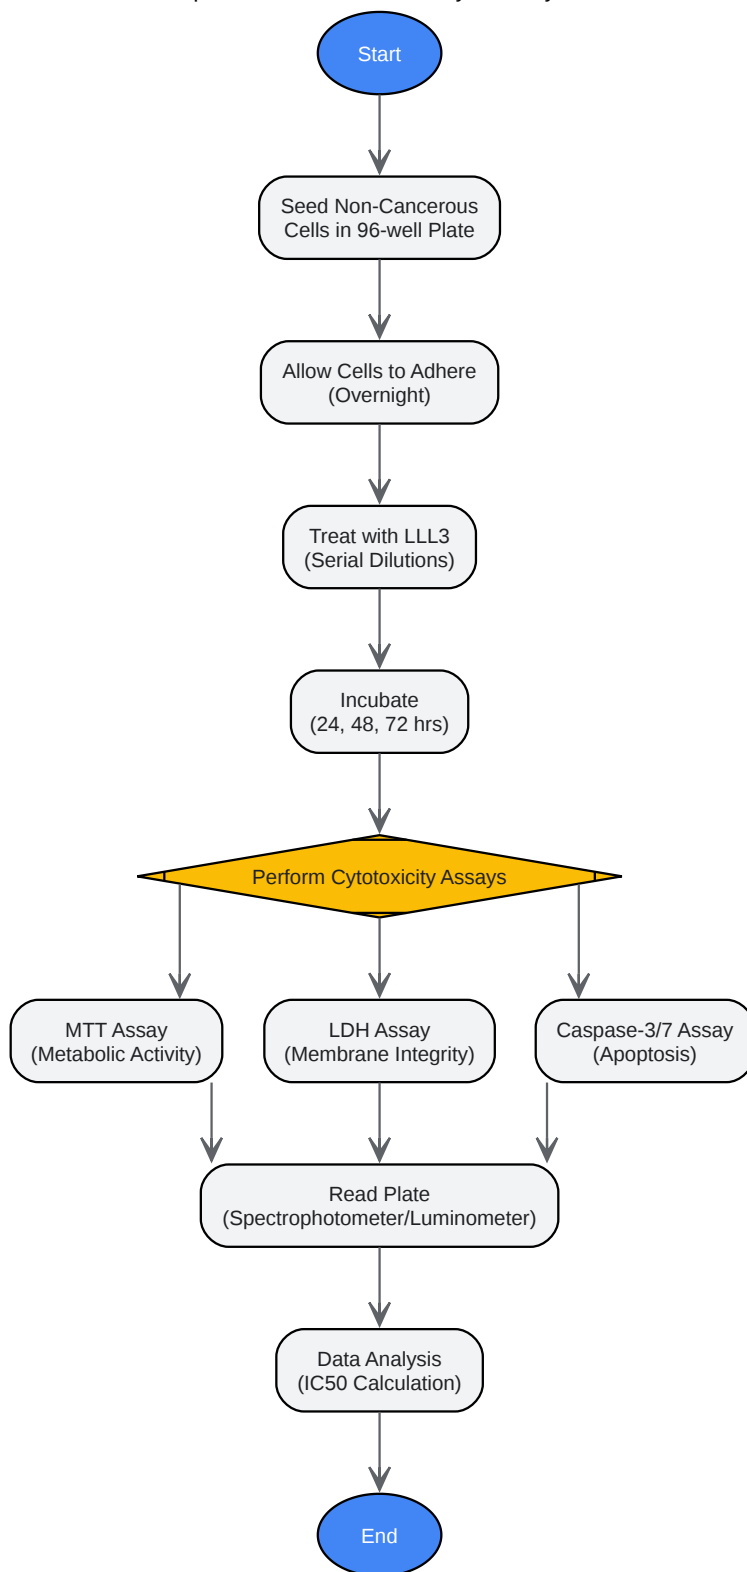 Start
Seed Non-Cancerous
Cells in 96-well Plate
Allow Cells to Adhere
(Overnight)
Treat with LLL3
(Serial Dilutions)
Incubate
(24, 48, 72 hrs)
Perform Cytotoxicity Assays
MTT Assay
(Metabolic Activity)
LDH Assay
(Membrane Integrity)
Caspase-3/7 Assay
(Apoptosis)
Read Plate
(Spectrophotometer/Luminometer)
Data Analysis
(IC50 Calculation)
End